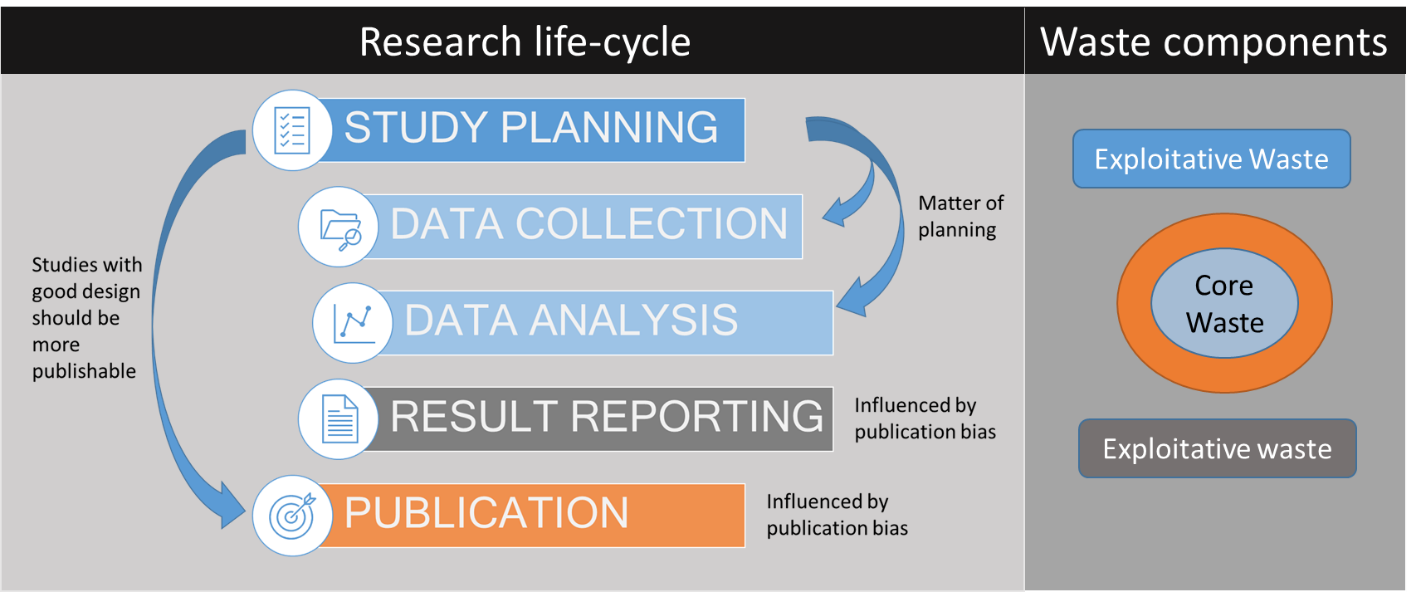 Research life-cycle
Waste components
STUDY PLANNING
DATA COLLECTION
DATA ANALYSIS
RESULT REPORTING
PUBLICATION
Studies with
good design
should be
more
publishable
Matter of
planning
Influenced by
publication bias
Influenced by
publication bias
Exploitative Waste
Core
Waste
Exploitative waste